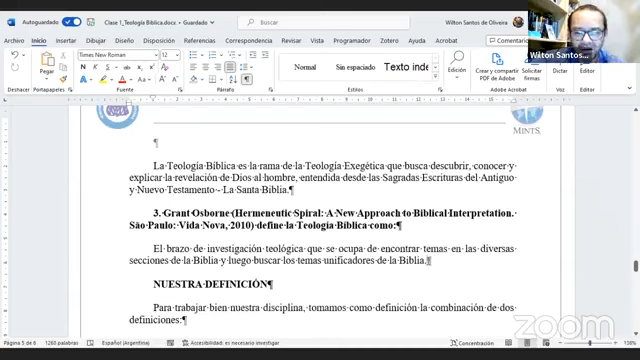 Autoguardado
Clase 1_Teología Bíblica.docx • Guardado
Buscar
Wilton Santos de Oliveira
Archivo Inicio Insertar Dibujar Diseño Disposición Referencias Correspondencia Revisar Vista Programador Zotero Ayuda Acrobat
Comentarios
Pegar
Times New Roman 12
Normal Sin espaciado Texto inde
Edición
Crear y compartir PDF de Adobe
Solicitar firmas
Dictar
Editor
Deshacer Portapapeles Fuente Párrafo Estilos Adobe Acrobat Voz Editor
Wilton Santos...
MINTS
La Teología Bíblica es la rama de la Teología Exegética que busca descubrir, conocer y
explicar la revelación de Dios al hombre, entendida desde las Sagradas Escrituras del Antiguo
y Nuevo Testamento - La Santa Biblia.¶
3. Grant Osborne (Hermeneutic Spiral: A New Approach to Biblical Interpretation.
São Paulo: Vida Nova, 2010) define la Teología Bíblica como:¶
El brazo de investigación teológica que se ocupa de encontrar temas en las diversas
secciones de la Biblia y luego buscar los temas unificadores de la Biblia.¶
NUESTRA DEFINICIÓN¶
Para trabajar bien nuestra disciplina, tomamos como definición la combinación de dos
definiciones:¶
Página 5 de 6 1260 palabras Español (Argentina) Accesibilidad: es necesario investigar Concentración 138%
zoom